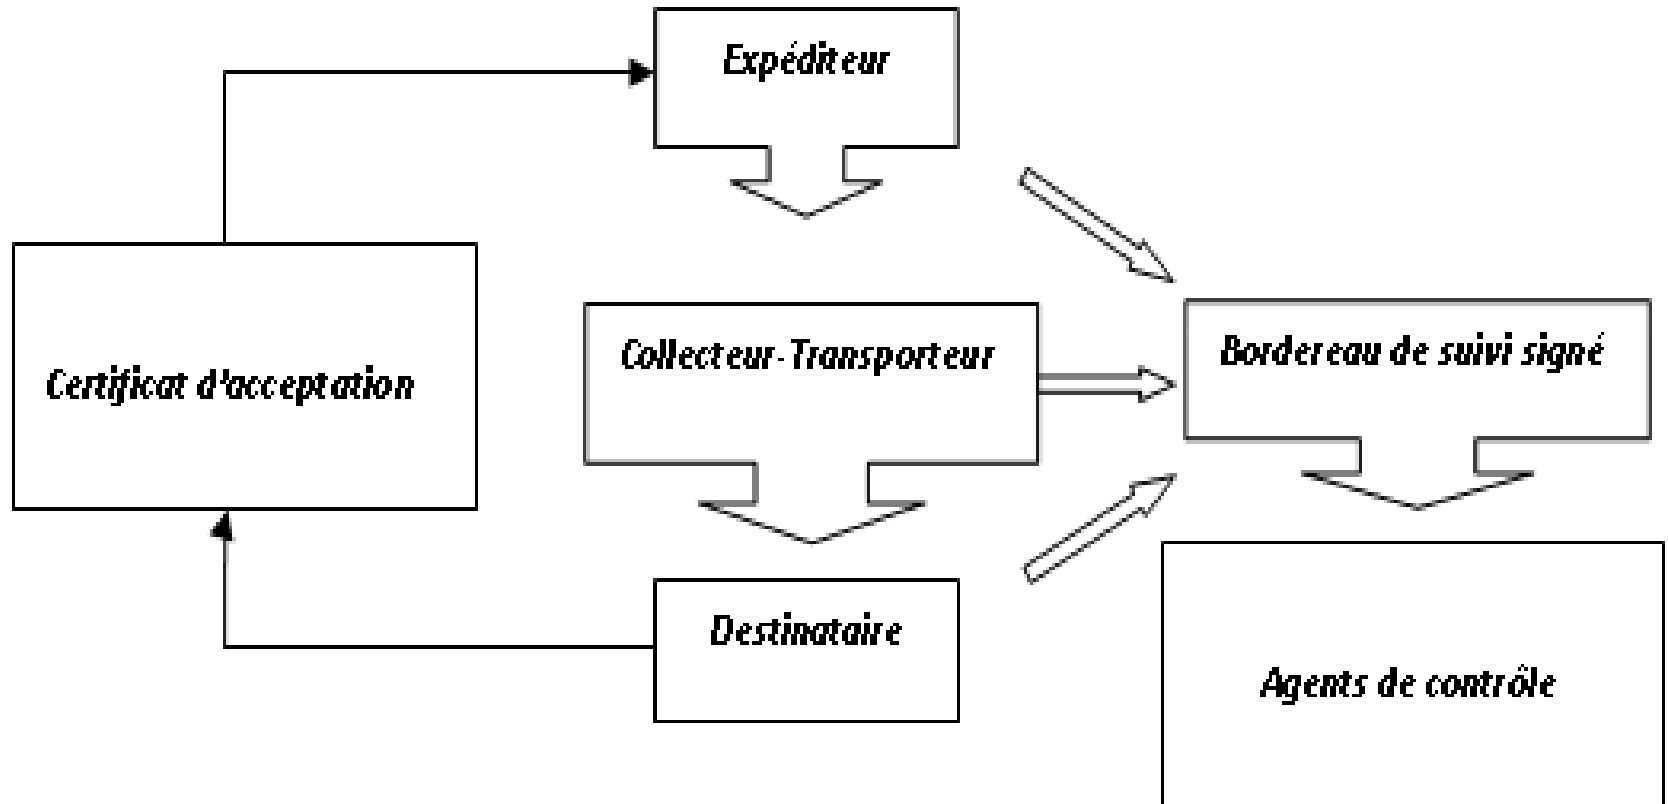 Expéditeur
Certificat d'acceptation
Collecteur-Transporteur
Bordereau de suivi signé
Destinataire
Agents de contrôle